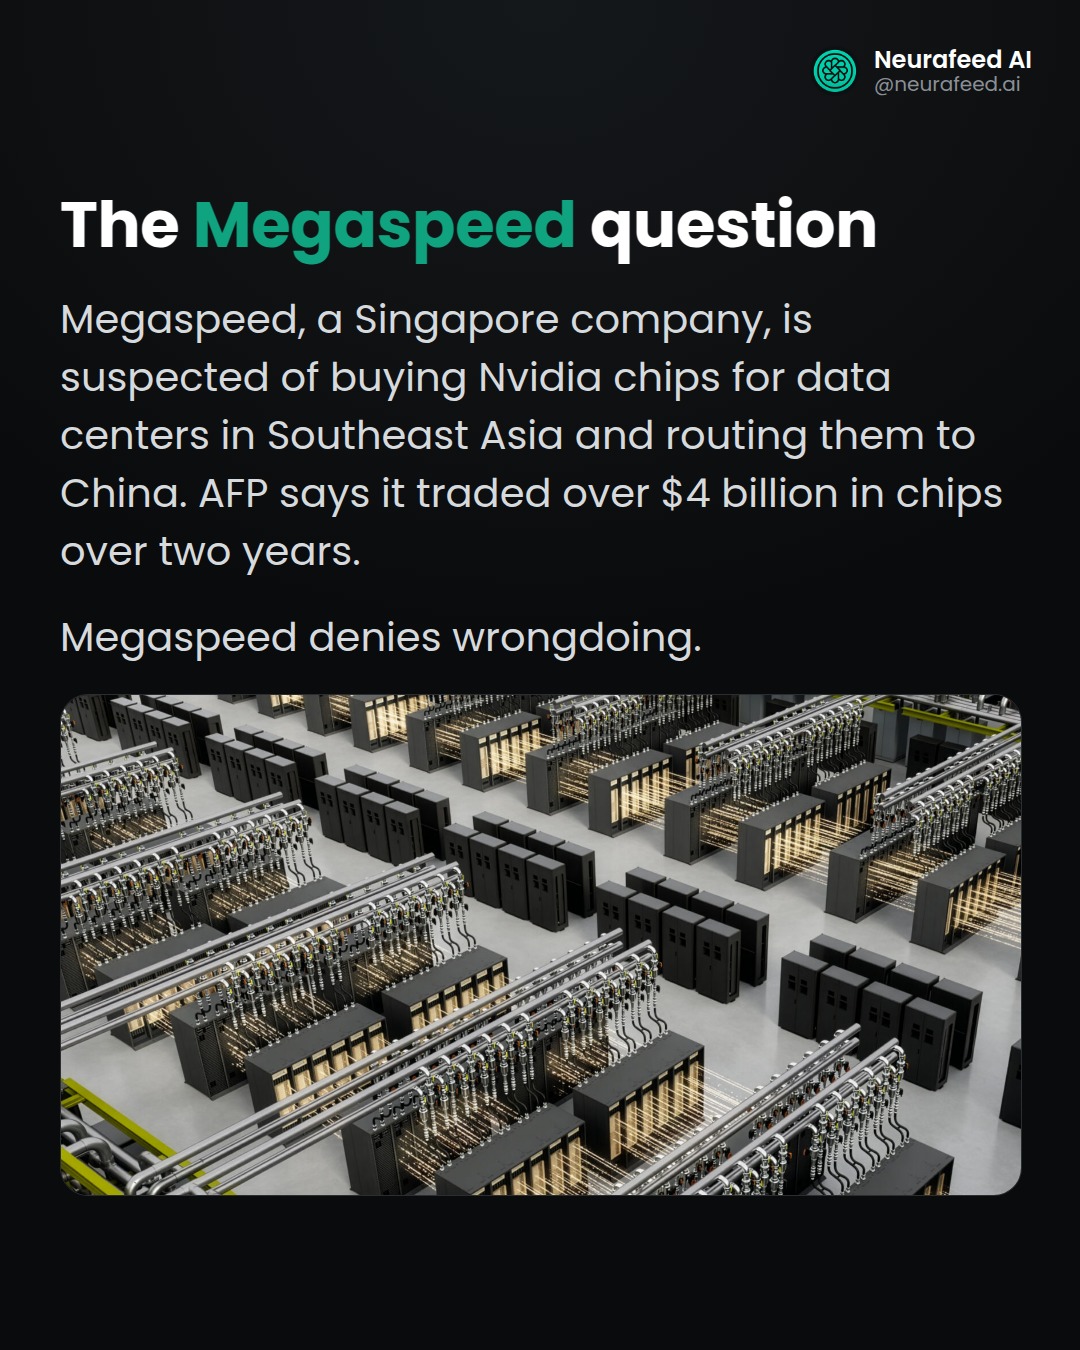 Neurafeed AI
@neurafeed.ai
The Megaspeed question
Megaspeed, a Singapore company, is
suspected of buying Nvidia chips for data
centers in Southeast Asia and routing them to
China. AFP says it traded over $4 billion in chips
over two years.
Megaspeed denies wrongdoing.